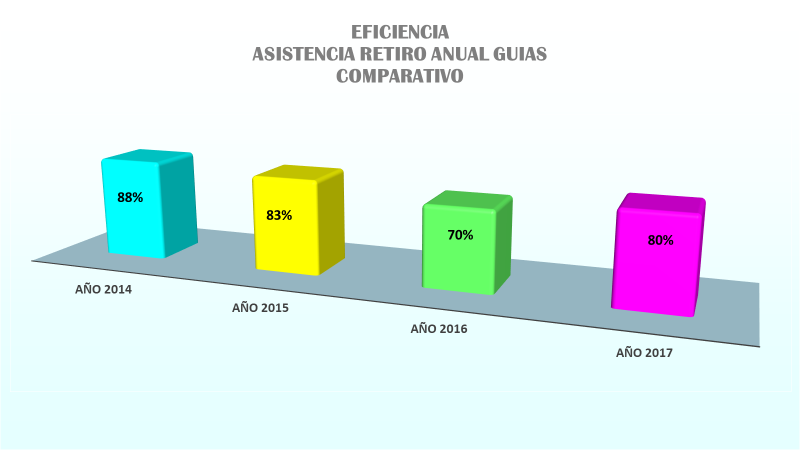 EFICIENCIA
ASISTENCIA RETIRO ANUAL GUIAS
COMPARATIVO
88%
83%
70%
80%
AÑO 2014
AÑO 2015
AÑO 2016
AÑO 2017